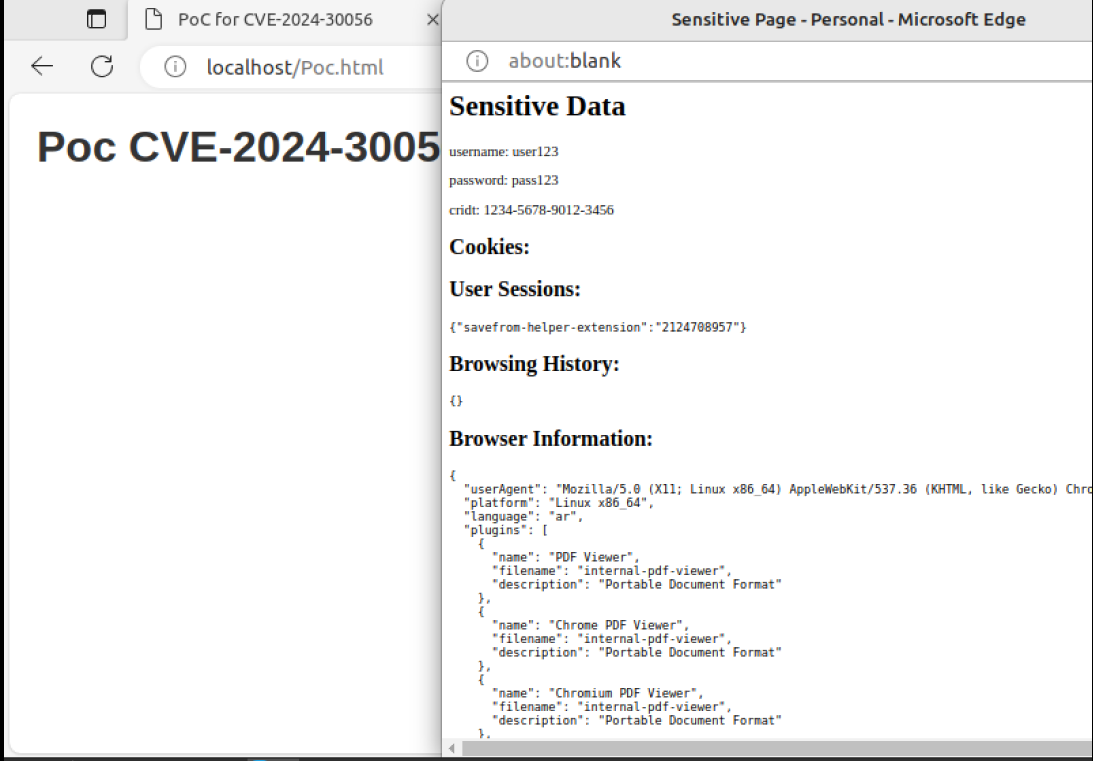 PoC for CVE-2024-30056
localhost/Poc.html
Poc CVE-2024-3005
Sensitive Page - Personal - Microsoft Edge
about:blank
Sensitive Data
username: user123
password: pass123
cridt: 1234-5678-9012-3456
Cookies:
User Sessions:
{"savefrom-helper-extension":"2124708957"}
Browsing History:
{}
Browser Information:
{
"userAgent": "Mozilla/5.0 (X11; Linux x86_64) AppleWebKit/537.36 (KHTML, like Gecko) Chro
"platform": "Linux x86_64",
"language": "ar",
"plugins": [
{
"name": "PDF Viewer",
"filename": "internal-pdf-viewer",
"description": "Portable Document Format"
},
{
"name": "Chrome PDF Viewer",
"filename": "internal-pdf-viewer",
"description": "Portable Document Format"
},
{
"name": "Chromium PDF Viewer",
"filename": "internal-pdf-viewer",
"description": "Portable Document Format"
},